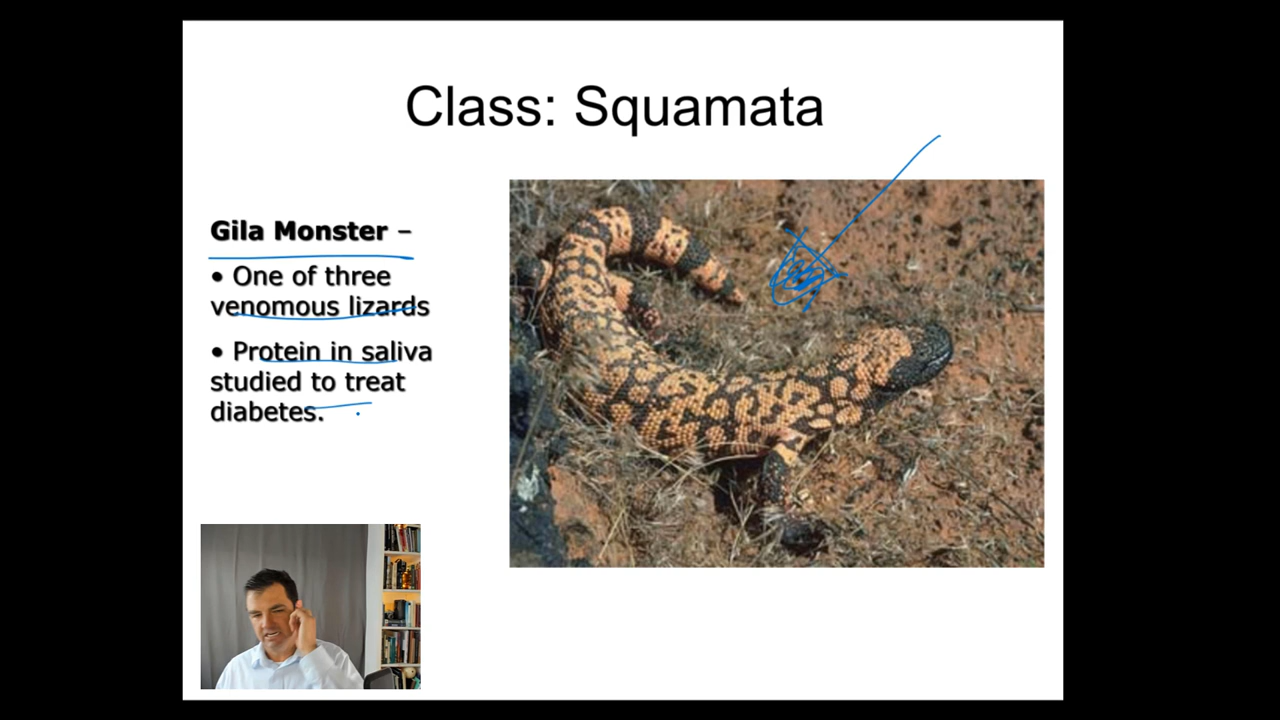 Class: Squamata
Gila Monster –
• One of three
venomous lizards
• Protein in saliva
studied to treat
diabetes.